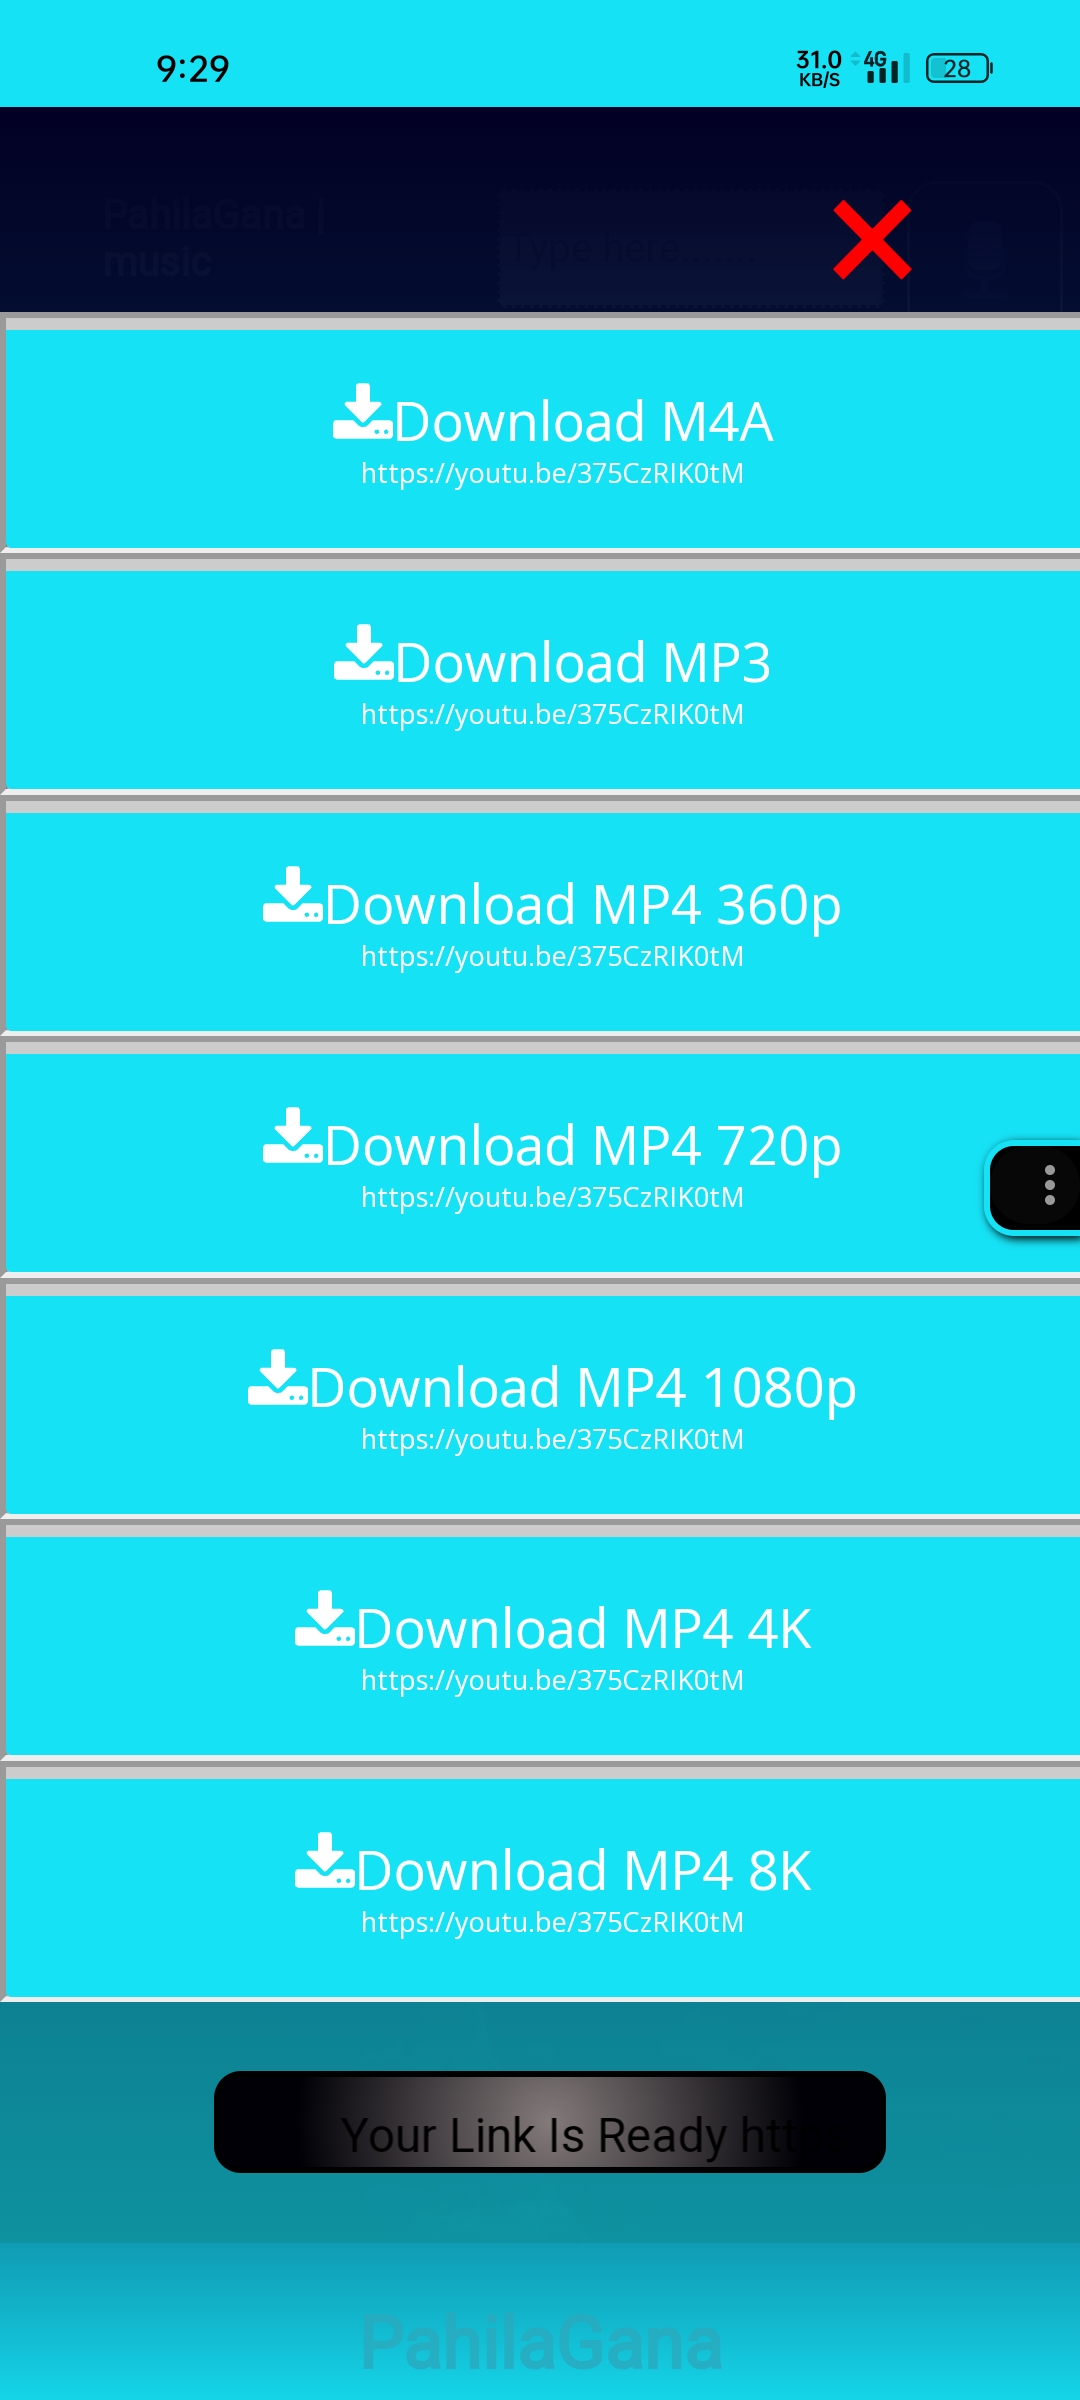 9:29
31.0
KB/S
4G
28
PahilaGana |
music
Type here.......
Download M4A
https://youtu.be/375CzRIK0tM
Download MP3
https://youtu.be/375CzRIK0tM
Download MP4 360p
https://youtu.be/375CzRIK0tM
Download MP4 720p
https://youtu.be/375CzRIK0tM
Download MP4 1080p
https://youtu.be/375CzRIK0tM
Download MP4 4K
https://youtu.be/375CzRIK0tM
Download MP4 8K
https://youtu.be/375CzRIK0tM
Your Link Is Ready htt
PahilaGana